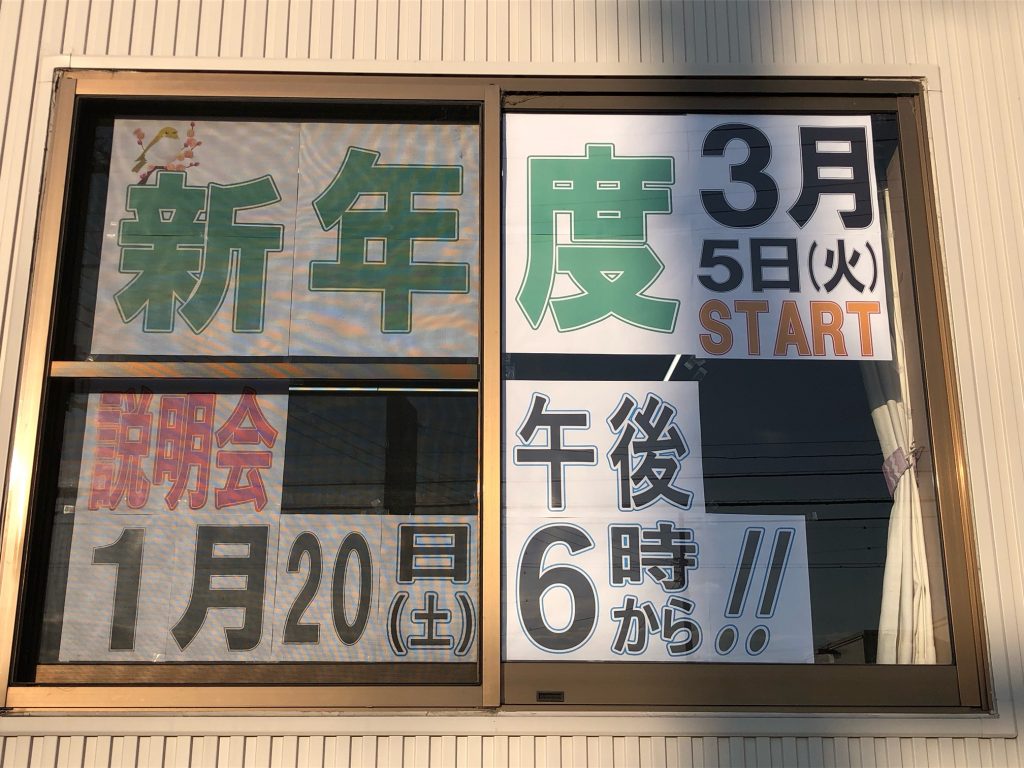 新年度
3月
5日(火)
START
説明会
午後
1月20日(土)
6時から!!